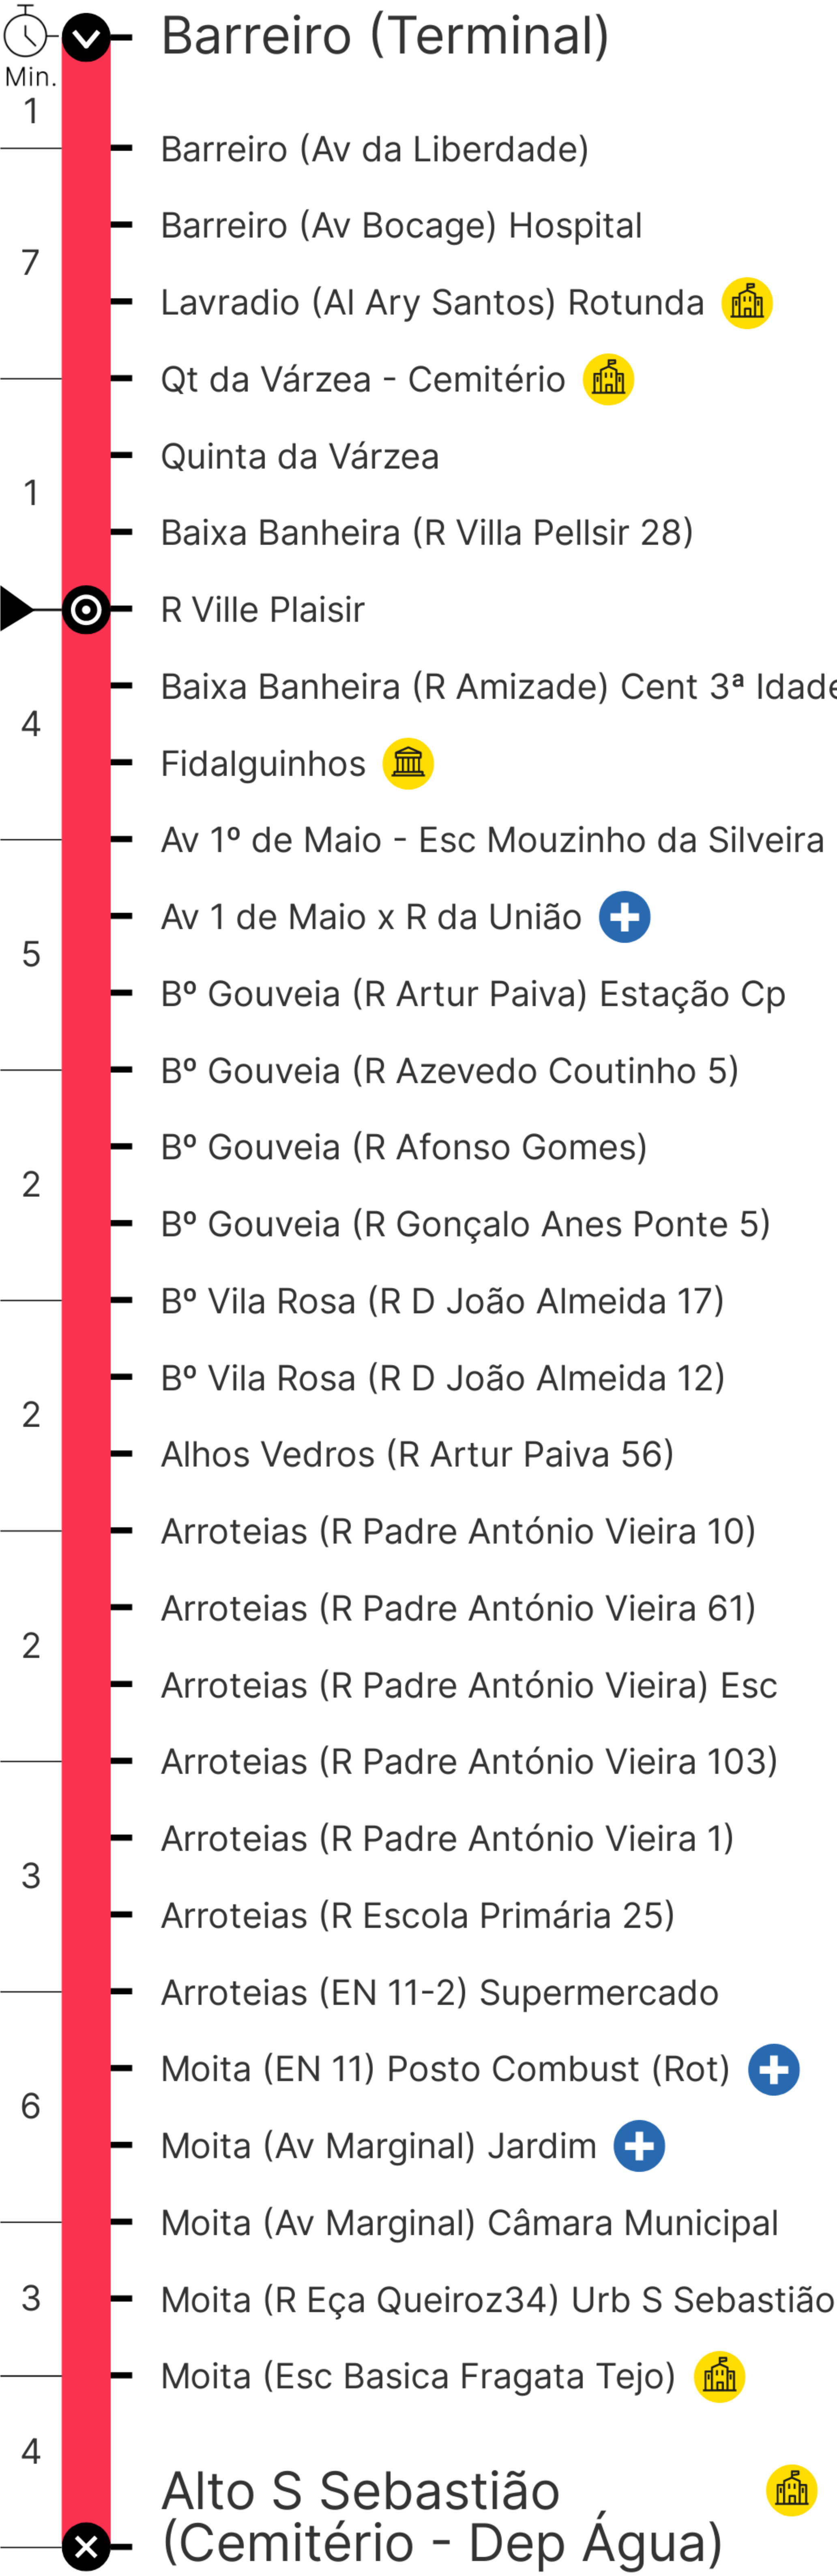 Barreiro (Terminal)
Min.
1
Barreiro (Av da Liberdade)
Barreiro (Av Bocage) Hospital
7
Lavradio (Al Ary Santos) Rotunda
Qt da Várzea - Cemitério
Quinta da Várzea
1
Baixa Banheira (R Villa Pellsir 28)
R Ville Plaisir
Baixa Banheira (R Amizade) Cent 3ª Idade
4
Fidalguinhos
Av 1º de Maio - Esc Mouzinho da Silveira
Av 1 de Maio x R da União
5
Bº Gouveia (R Artur Paiva) Estação Cp
Bº Gouveia (R Azevedo Coutinho 5)
Bº Gouveia (R Afonso Gomes)
2
Bº Gouveia (R Gonçalo Anes Ponte 5)
Bº Vila Rosa (R D João Almeida 17)
Bº Vila Rosa (R D João Almeida 12)
2
Alhos Vedros (R Artur Paiva 56)
Arroteias (R Padre António Vieira 10)
Arroteias (R Padre António Vieira 61)
2
Arroteias (R Padre António Vieira) Esc
Arroteias (R Padre António Vieira 103)
Arroteias (R Padre António Vieira 1)
3
Arroteias (R Escola Primária 25)
Arroteias (EN 11-2) Supermercado
Moita (EN 11) Posto Combust (Rot)
6
Moita (Av Marginal) Jardim
Moita (Av Marginal) Câmara Municipal
3
Moita (R Eça Queiroz34) Urb S Sebastião
Moita (Esc Basica Fragata Tejo)
4
Alto S Sebastião
(Cemitério - Dep Água)